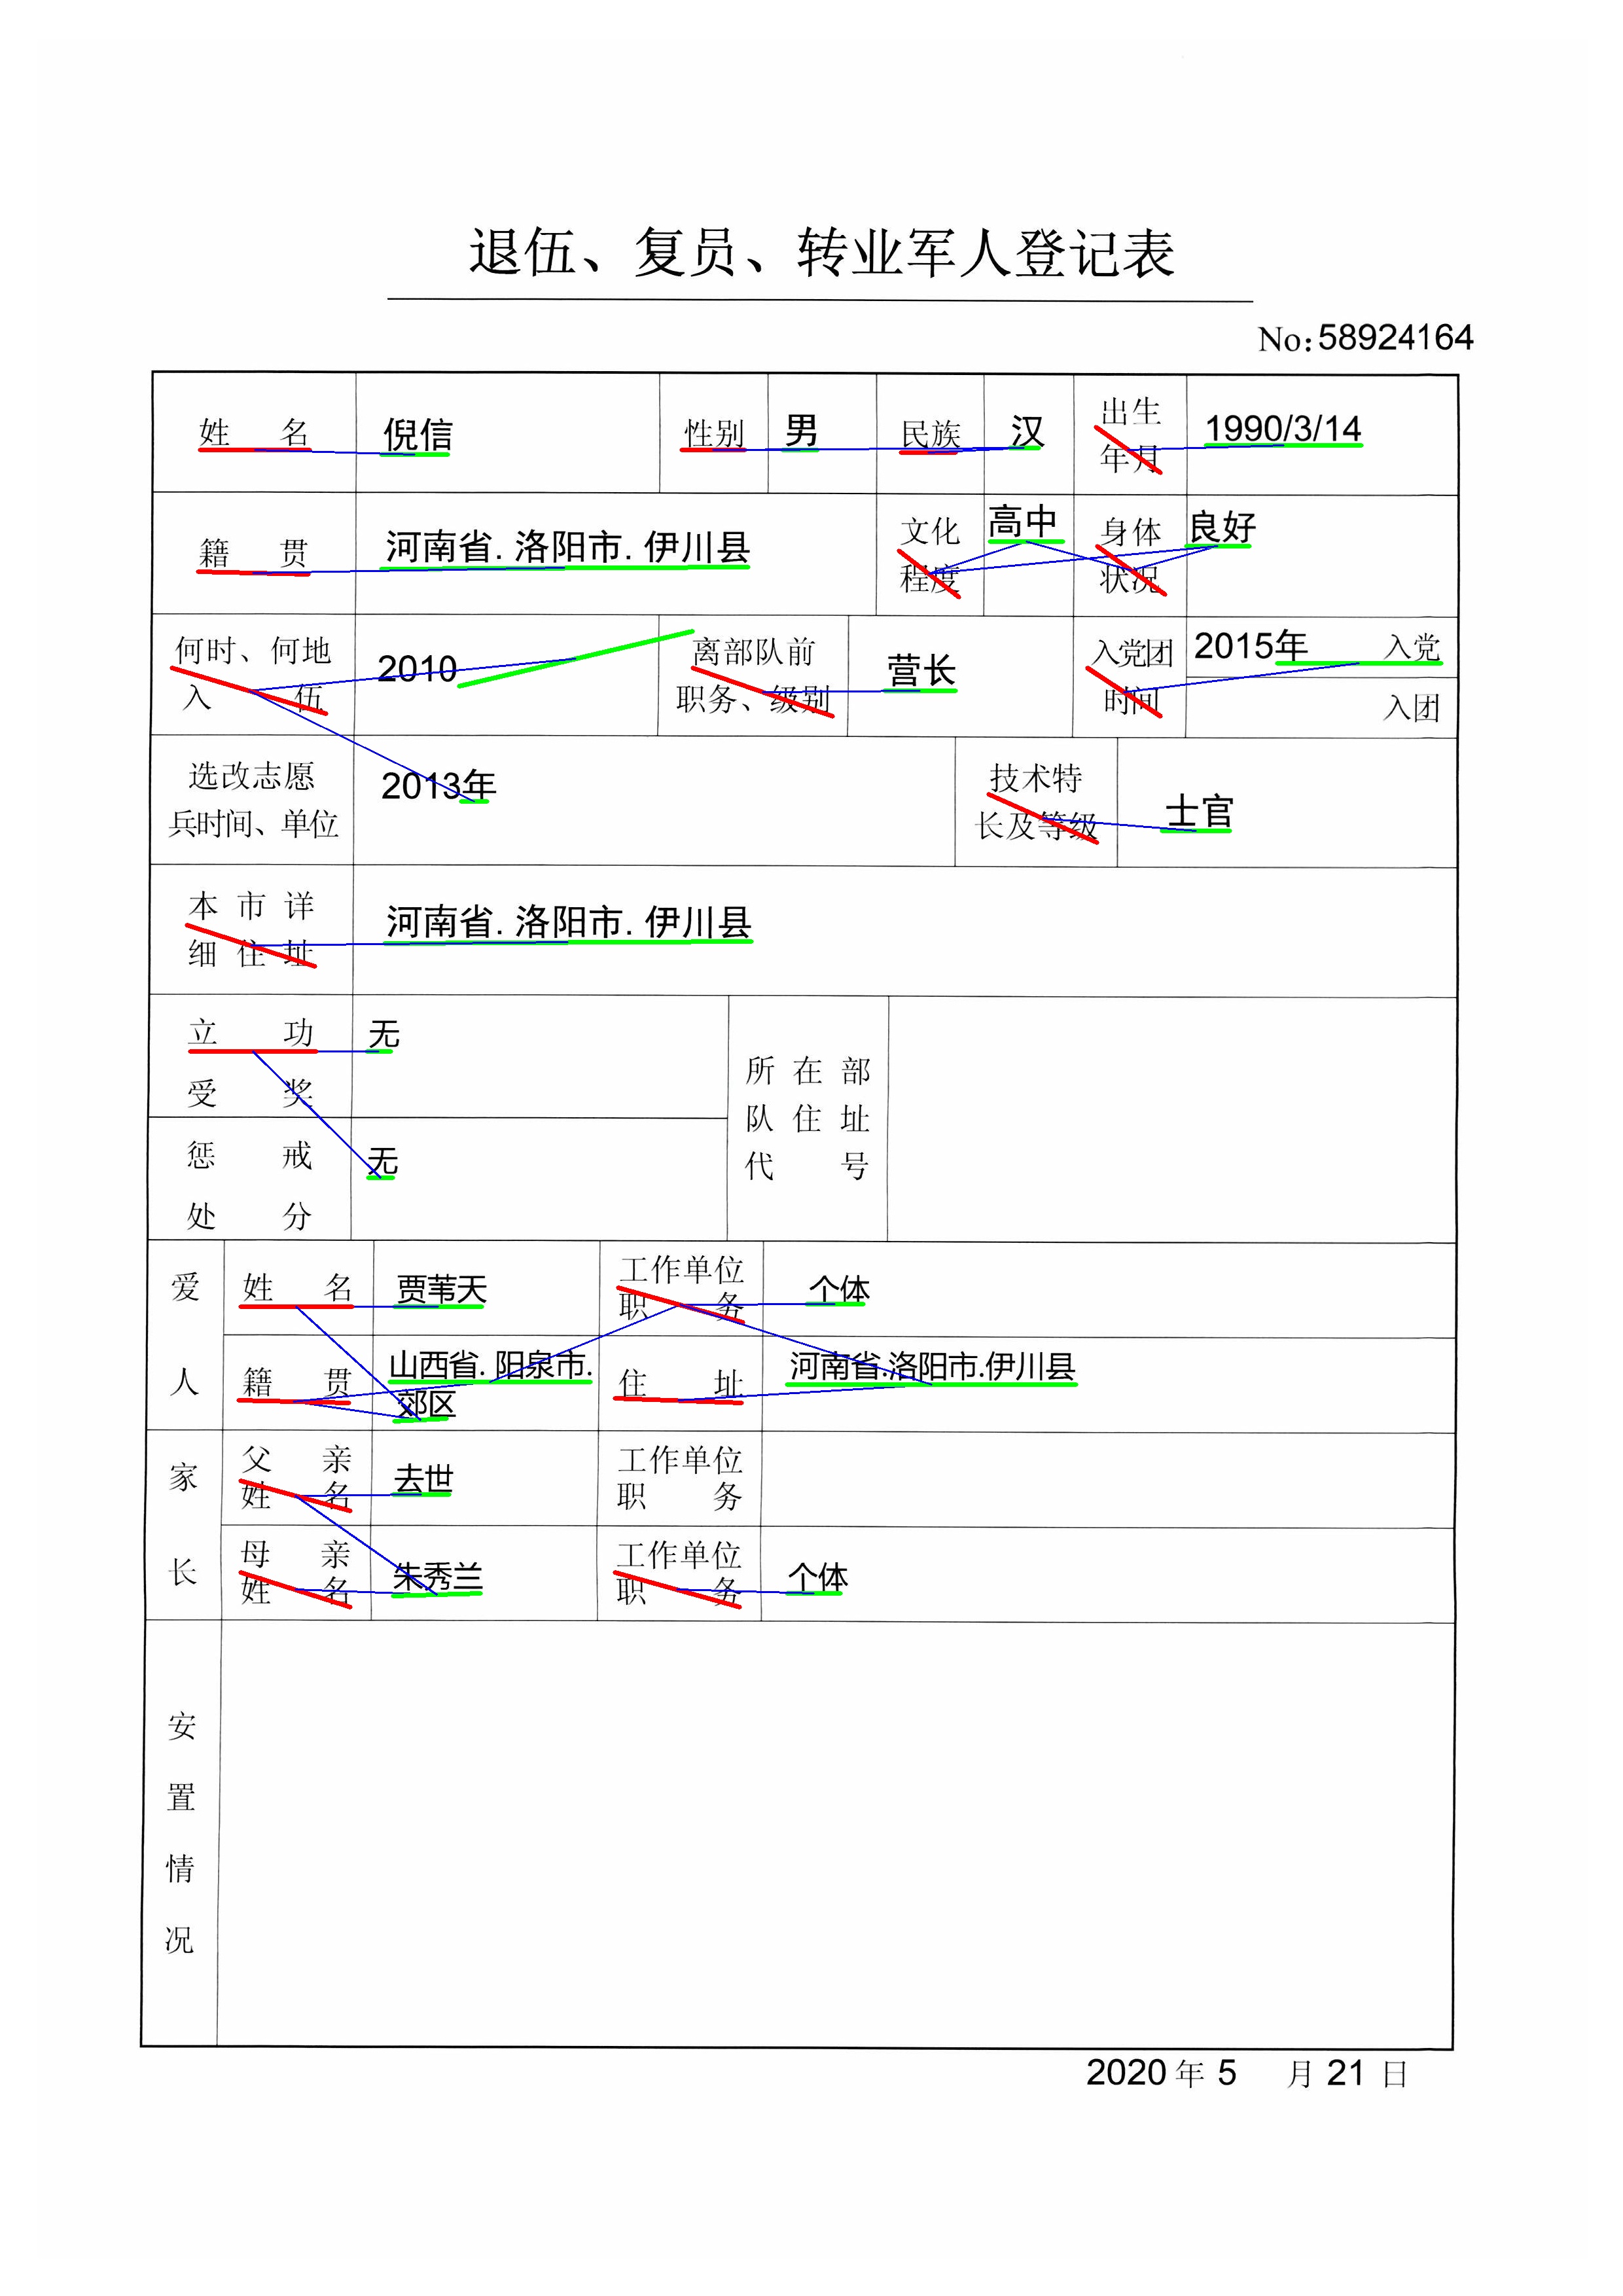 退伍、复员、转业军人登记表
No:58924164
姓 名 倪信 性别 男 民族 汉 出生年月 1990/3/14
籍 贯 河南省. 洛阳市. 伊川县 文化程度 高中 身体状况 良好
何时、何地入 伍 2010 离部队前职务、级别 营长 入党团时间 2015年 入党
入团
选改志愿兵时间、单位 2013年 技术特长及等级 士官
本市详细住址 河南省. 洛阳市. 伊川县
立 功受 奖 无 所在部队住址代 号
惩 戒处 分 无
爱人 姓 名 贾苇天 工作单位职 务 个体
籍 贯 山西省. 阳泉市.郊区 住 址 河南省.洛阳市.伊川县
家长 父 亲姓 名 去世 工作单位职 务
母 亲姓 名 朱秀兰 工作单位职 务 个体
安置情况
2020 年 5 月 21 日